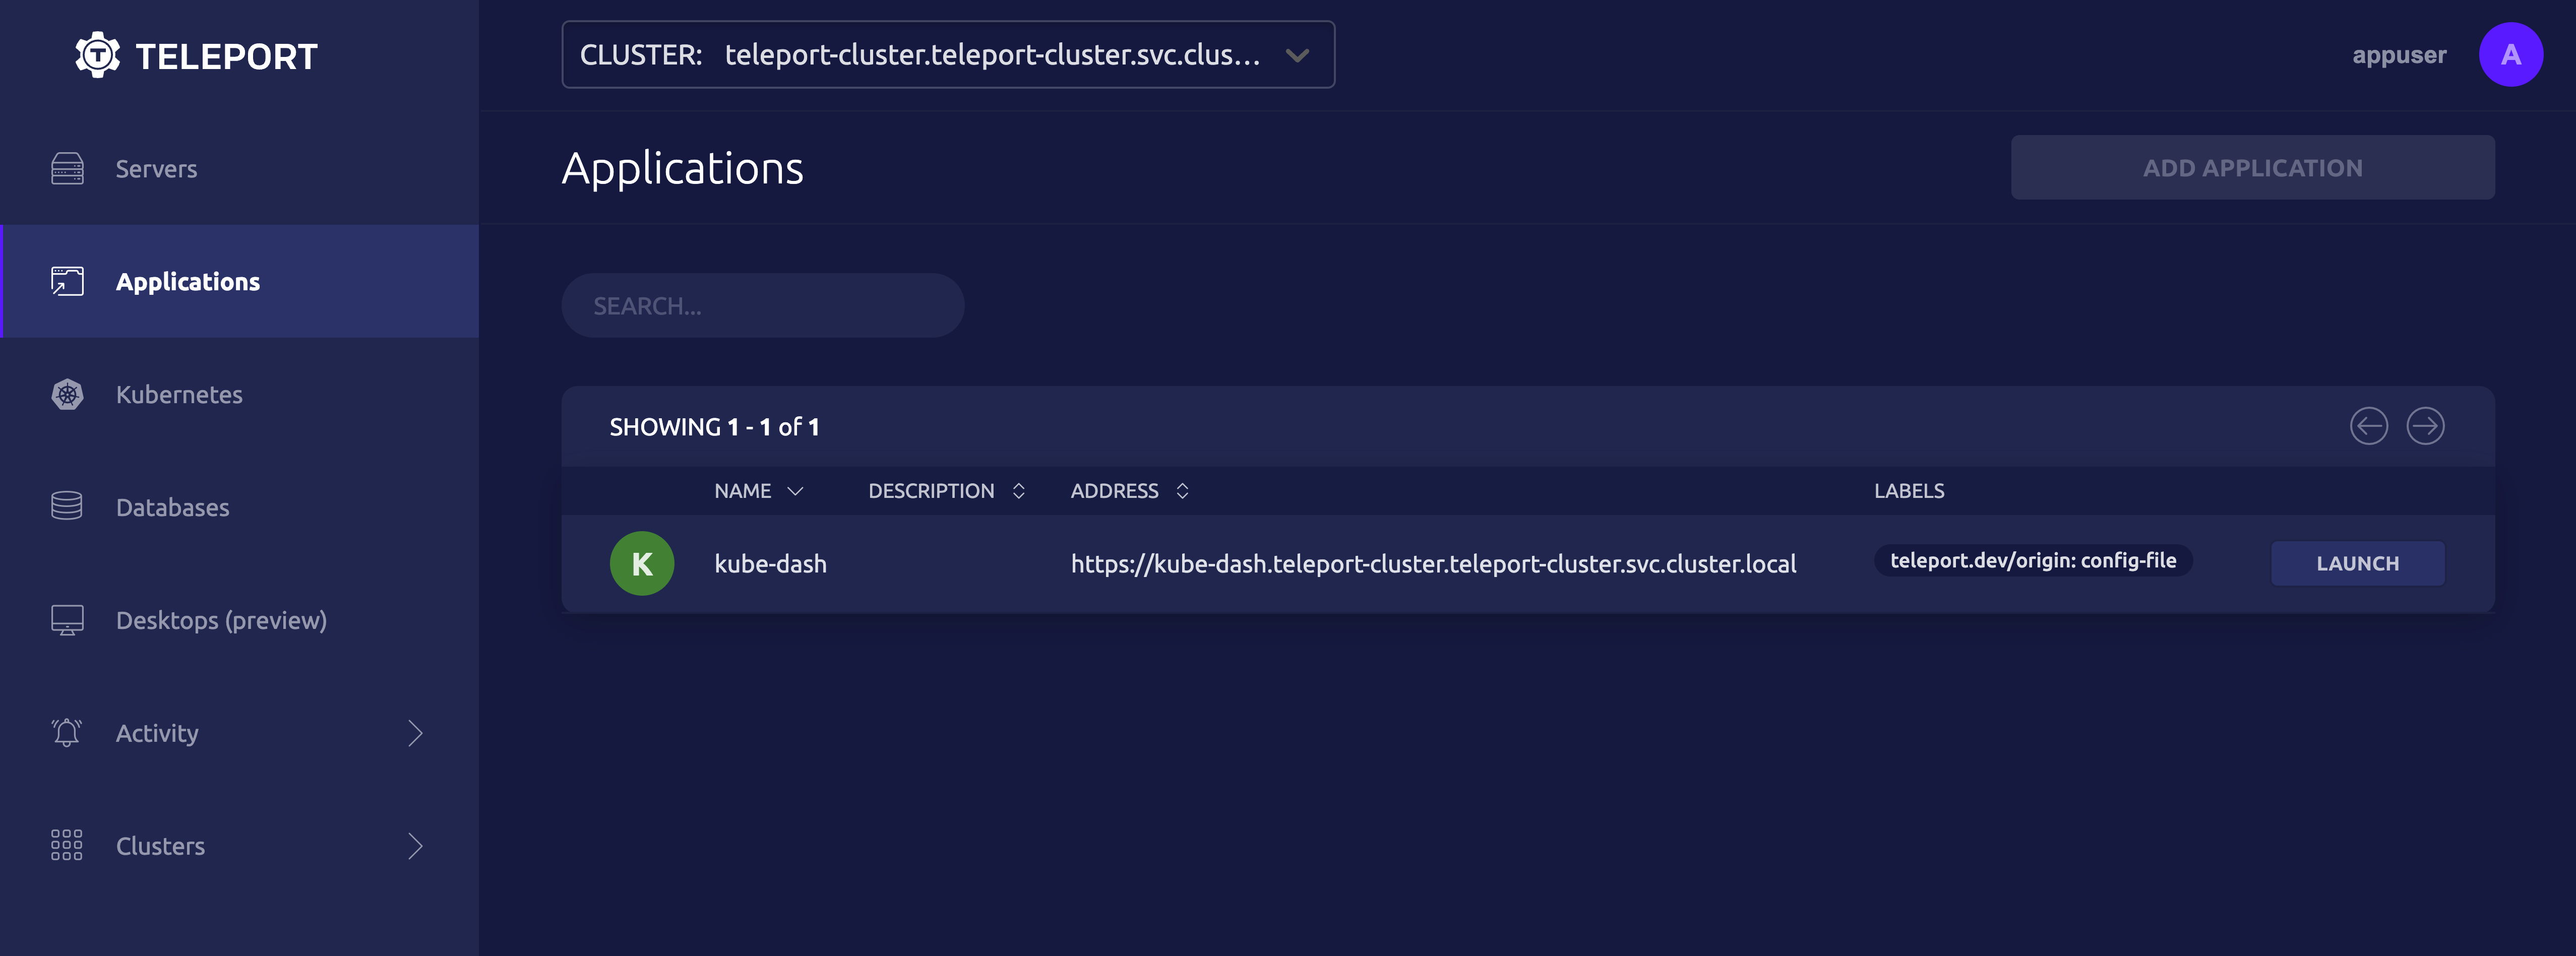 TELEPORT
CLUSTER: teleport-cluster.teleport-cluster.svc.clus...
appuser
A
Servers
Applications
Kubernetes
Databases
Desktops (preview)
Activity
Clusters
Applications
ADD APPLICATION
SEARCH...
SHOWING 1 - 1 of 1
NAME DESCRIPTION ADDRESS LABELS
K kube-dash https://kube-dash.teleport-cluster.teleport-cluster.svc.cluster.local teleport.dev/origin: config-file LAUNCH